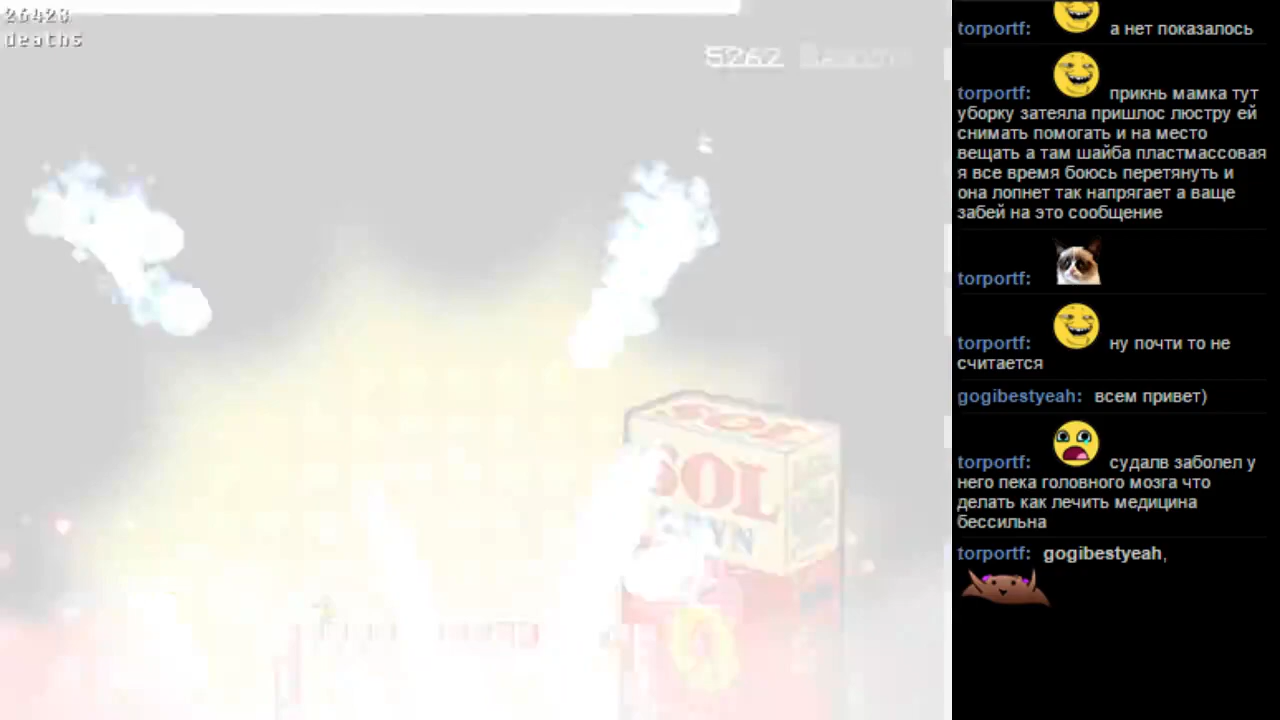 26428
deaths
5262
SOL
torportf: а нет показалось
torportf: прикнь мамка тут
уборку затеяла пришлос люстру ей
снимать помогать и на место
вещать а там шайба пластмассовая
я все время боюсь перетянуть и
она лопнет так напрягает а ваще
забей на это сообщение
torportf:
torportf: ну почти то не
считается
gogibestyeah: всем привет)
torportf: судалв заболел у
него пека головного мозга что
делать как лечить медицина
бессильна
torportf: gogibestyeah,